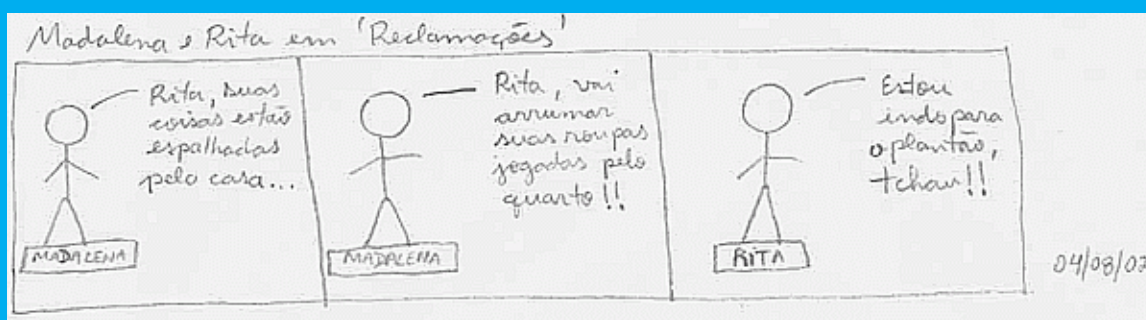 Madalena e Rita em 'Reclamações'
Rita, suas
coisas estão
espalhadas
pela casa...
MADALENA
Rita, vai
arrumar
suas roupas
jogadas pelo
quarto!!
MADALENA
Estou
indo para
o plantão,
tchau!!
RITA
04/08/07